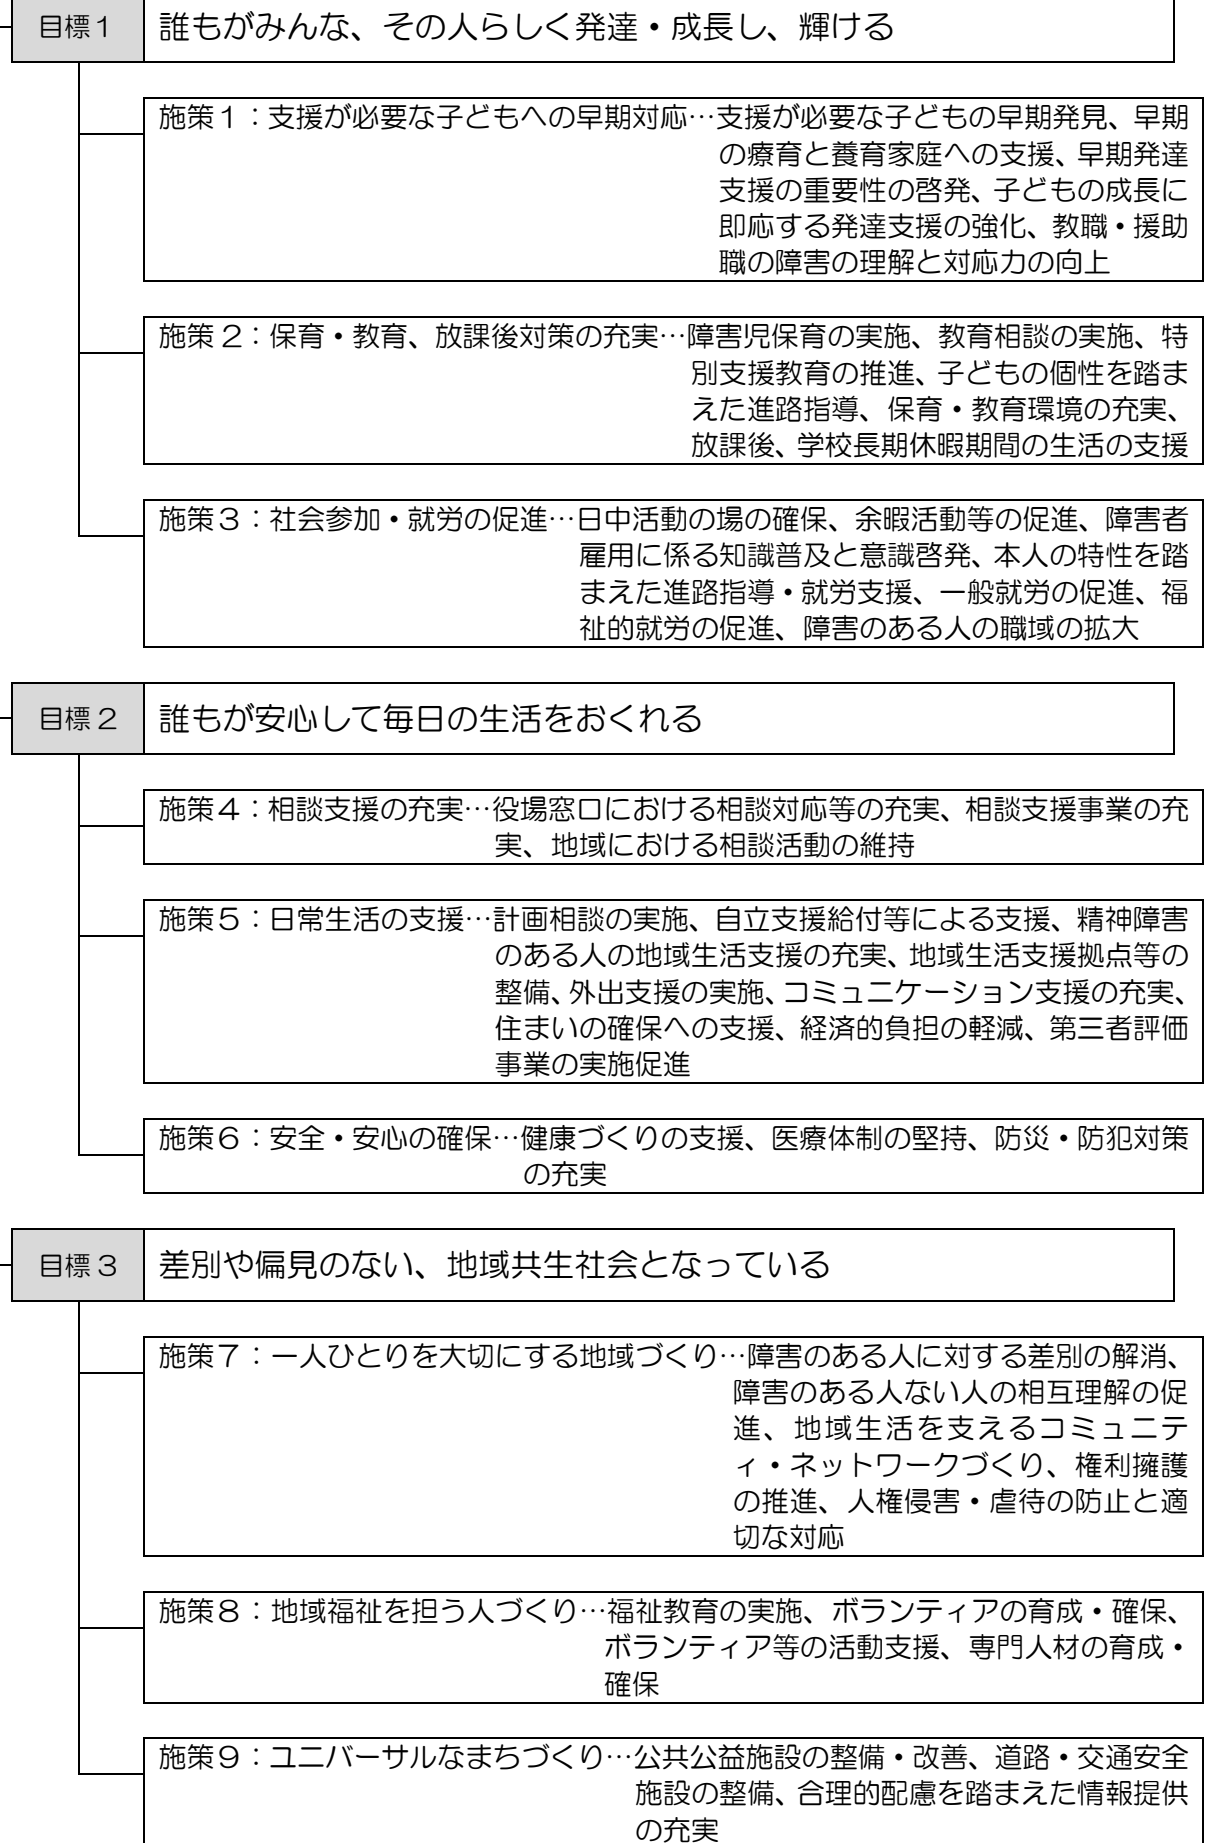 目標1 誰もがみんな、その人らしく発達・成長し、輝ける
施策1：支援が必要な子どもへの早期対応…支援が必要な子どもの早期発見、早期
の療育と養育家庭への支援、早期発達
支援の重要性の啓発、子どもの成長に
即応する発達支援の強化、教職・援助
職の障害の理解と対応力の向上
施策2：保育・教育、放課後対策の充実…障害児保育の実施、教育相談の実施、特
別支援教育の推進、子どもの個性を踏ま
えた進路指導、保育・教育環境の充実、
放課後、学校長期休暇期間の生活の支援
施策3：社会参加・就労の促進…日中活動の場の確保、余暇活動等の促進、障害者
雇用に係る知識普及と意識啓発、本人の特性を踏
まえた進路指導・就労支援、一般就労の促進、福
祉的就労の促進、障害のある人の職域の拡大
目標2 誰もが安心して毎日の生活をおくれる
施策4：相談支援の充実…役場窓口における相談対応等の充実、相談支援事業の充
実、地域における相談活動の維持
施策5：日常生活の支援…計画相談の実施、自立支援給付等による支援、精神障害
のある人の地域生活支援の充実、地域生活支援拠点等の
整備、外出支援の実施、コミュニケーション支援の充実、
住まいの確保への支援、経済的負担の軽減、第三者評価
事業の実施促進
施策6：安全・安心の確保…健康づくりの支援、医療体制の堅持、防災・防犯対策
の充実
目標3 差別や偏見のない、地域共生社会となっている
施策7：一人ひとりを大切にする地域づくり…障害のある人に対する差別の解消、
障害のある人ない人の相互理解の促
進、地域生活を支えるコミュニテ
ィ・ネットワークづくり、権利擁護
の推進、人権侵害・虐待の防止と適
切な対応
施策8：地域福祉を担う人づくり…福祉教育の実施、ボランティアの育成・確保、
ボランティア等の活動支援、専門人材の育成・
確保
施策9：ユニバーサルなまちづくり…公共公益施設の整備・改善、道路・交通安全
施設の整備、合理的配慮を踏まえた情報提供
の充実